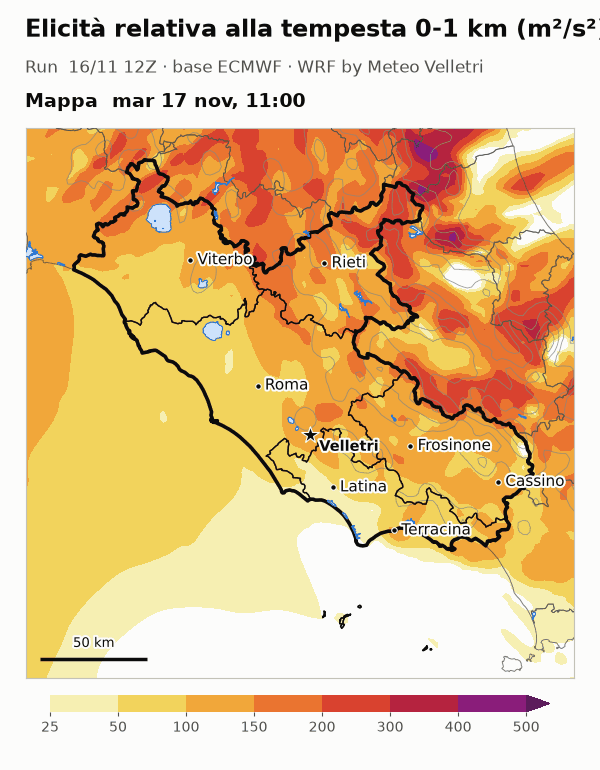 Elicità relativa alla tempesta 0-1 km (m²/s²)
Run 16/11 12Z · base ECMWF · WRF by Meteo Velletri
Mappa mar 17 nov, 11:00
Viterbo
Rieti
Roma
Velletri
Frosinone
Latina
Cassino
Terracina
50 km
25 50 100 150 200 300 400 500